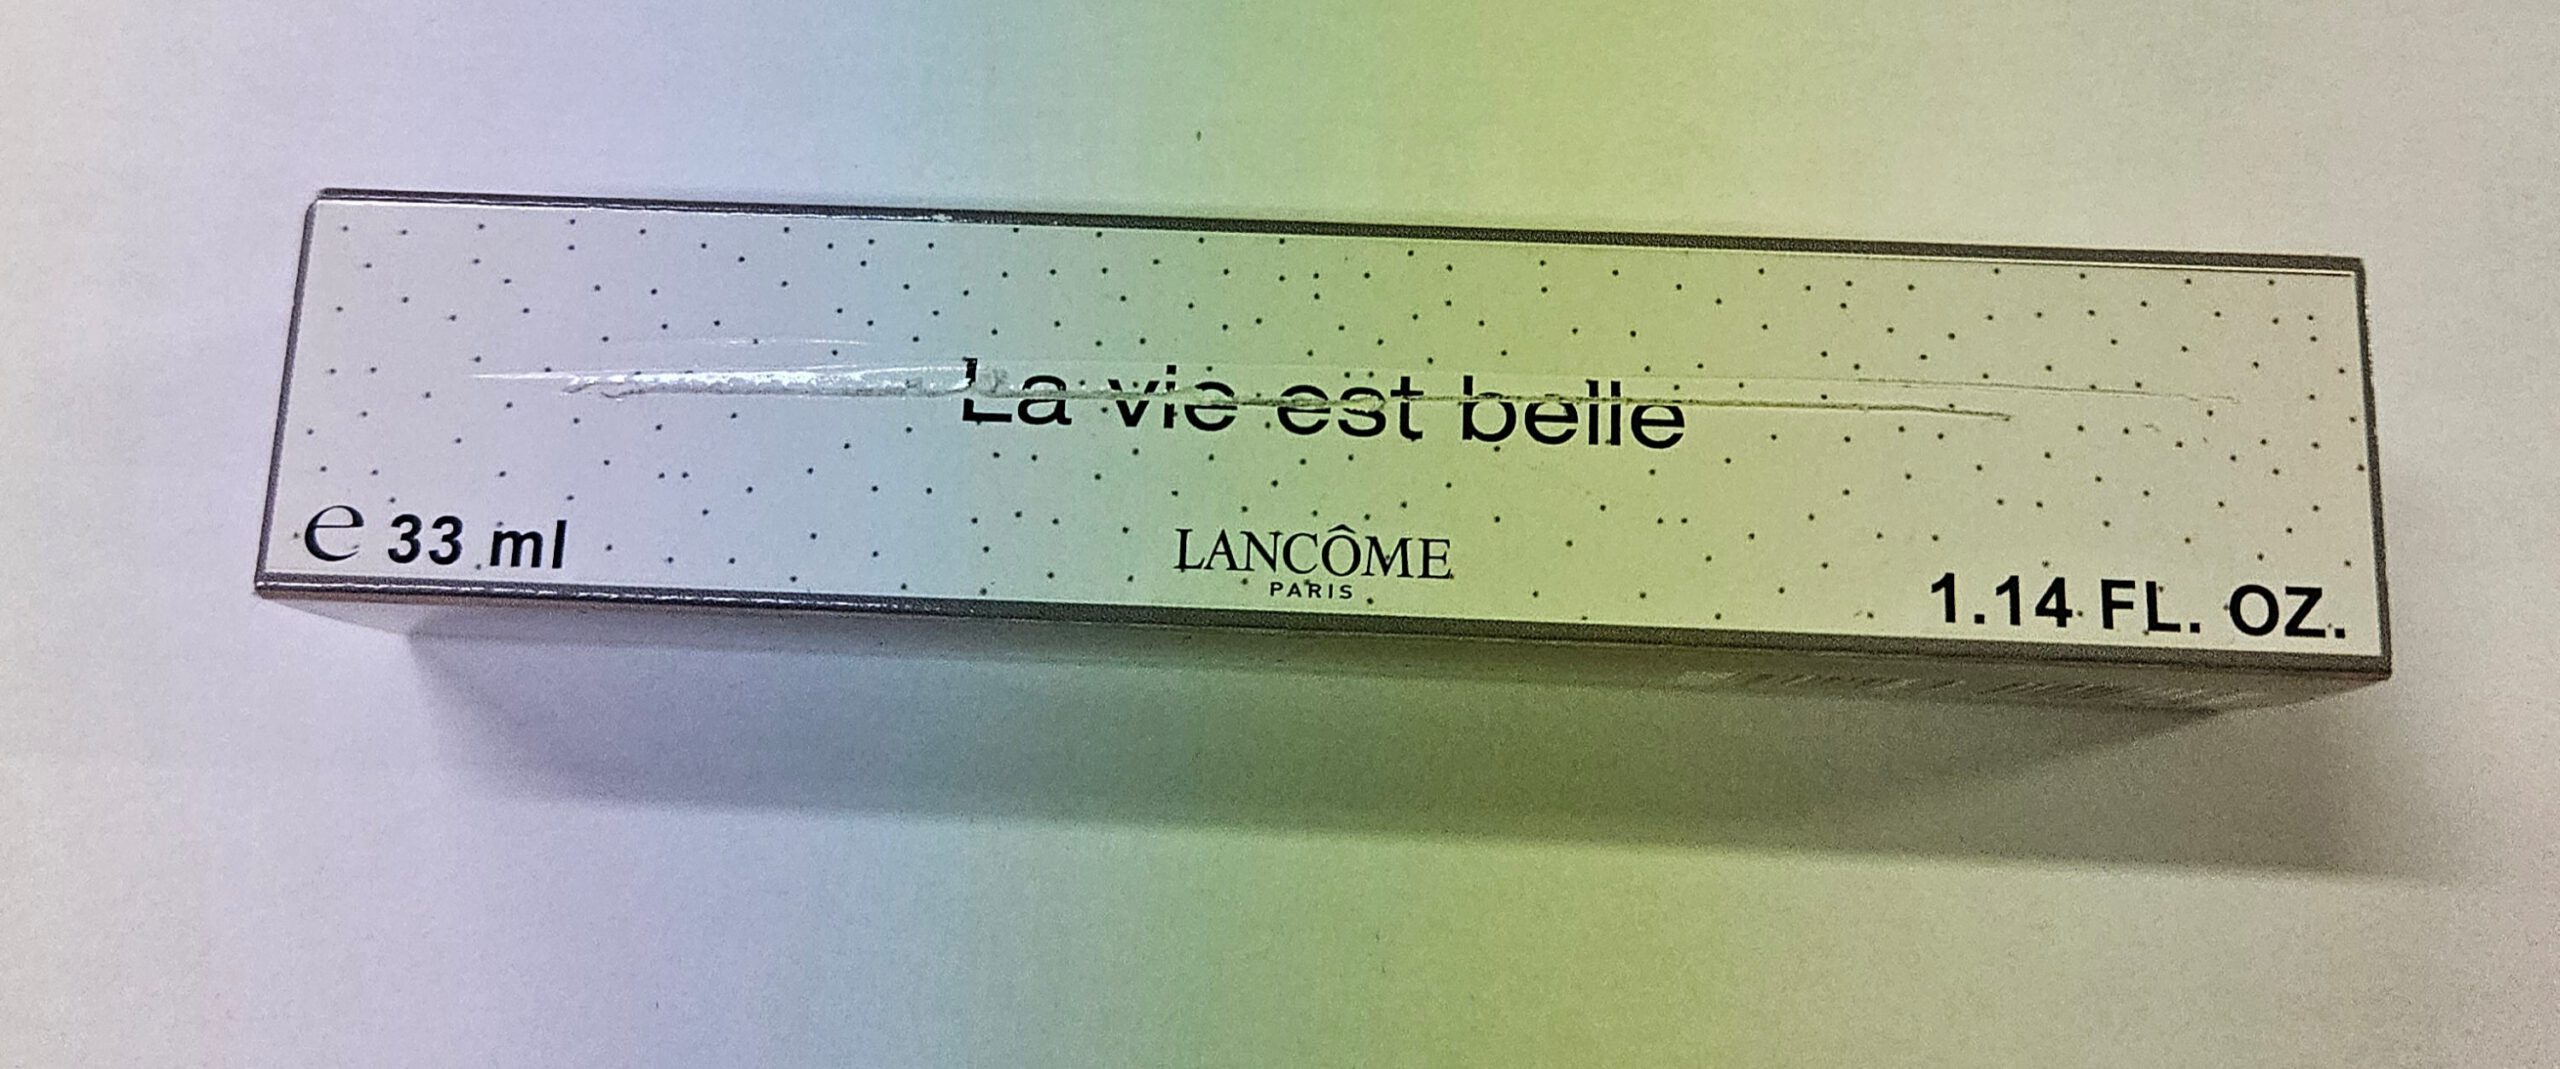 La vie est belle
LANCÔME
PARIS
℮ 33 ml
1.14 FL. OZ.